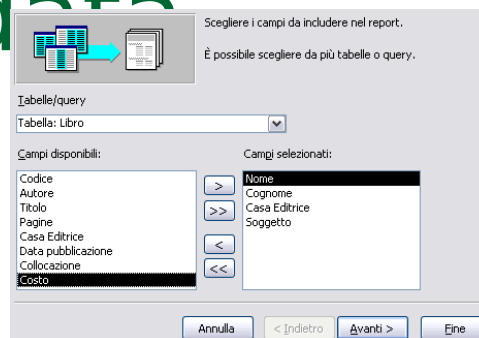 Scegliere i campi da includere nel report.
È possibile scegliere da più tabelle o query.
Tabelle/query
Tabella: Libro
Campi disponibili:
Campi selezionati:
Codice
Autore
Titolo
Pagine
Casa Editrice
Data pubblicazione
Collocazione
Costo
>
>>
<
<<
Nome
Cognome
Casa Editrice
Soggetto
Annulla
< Indietro
Avanti >
Fine